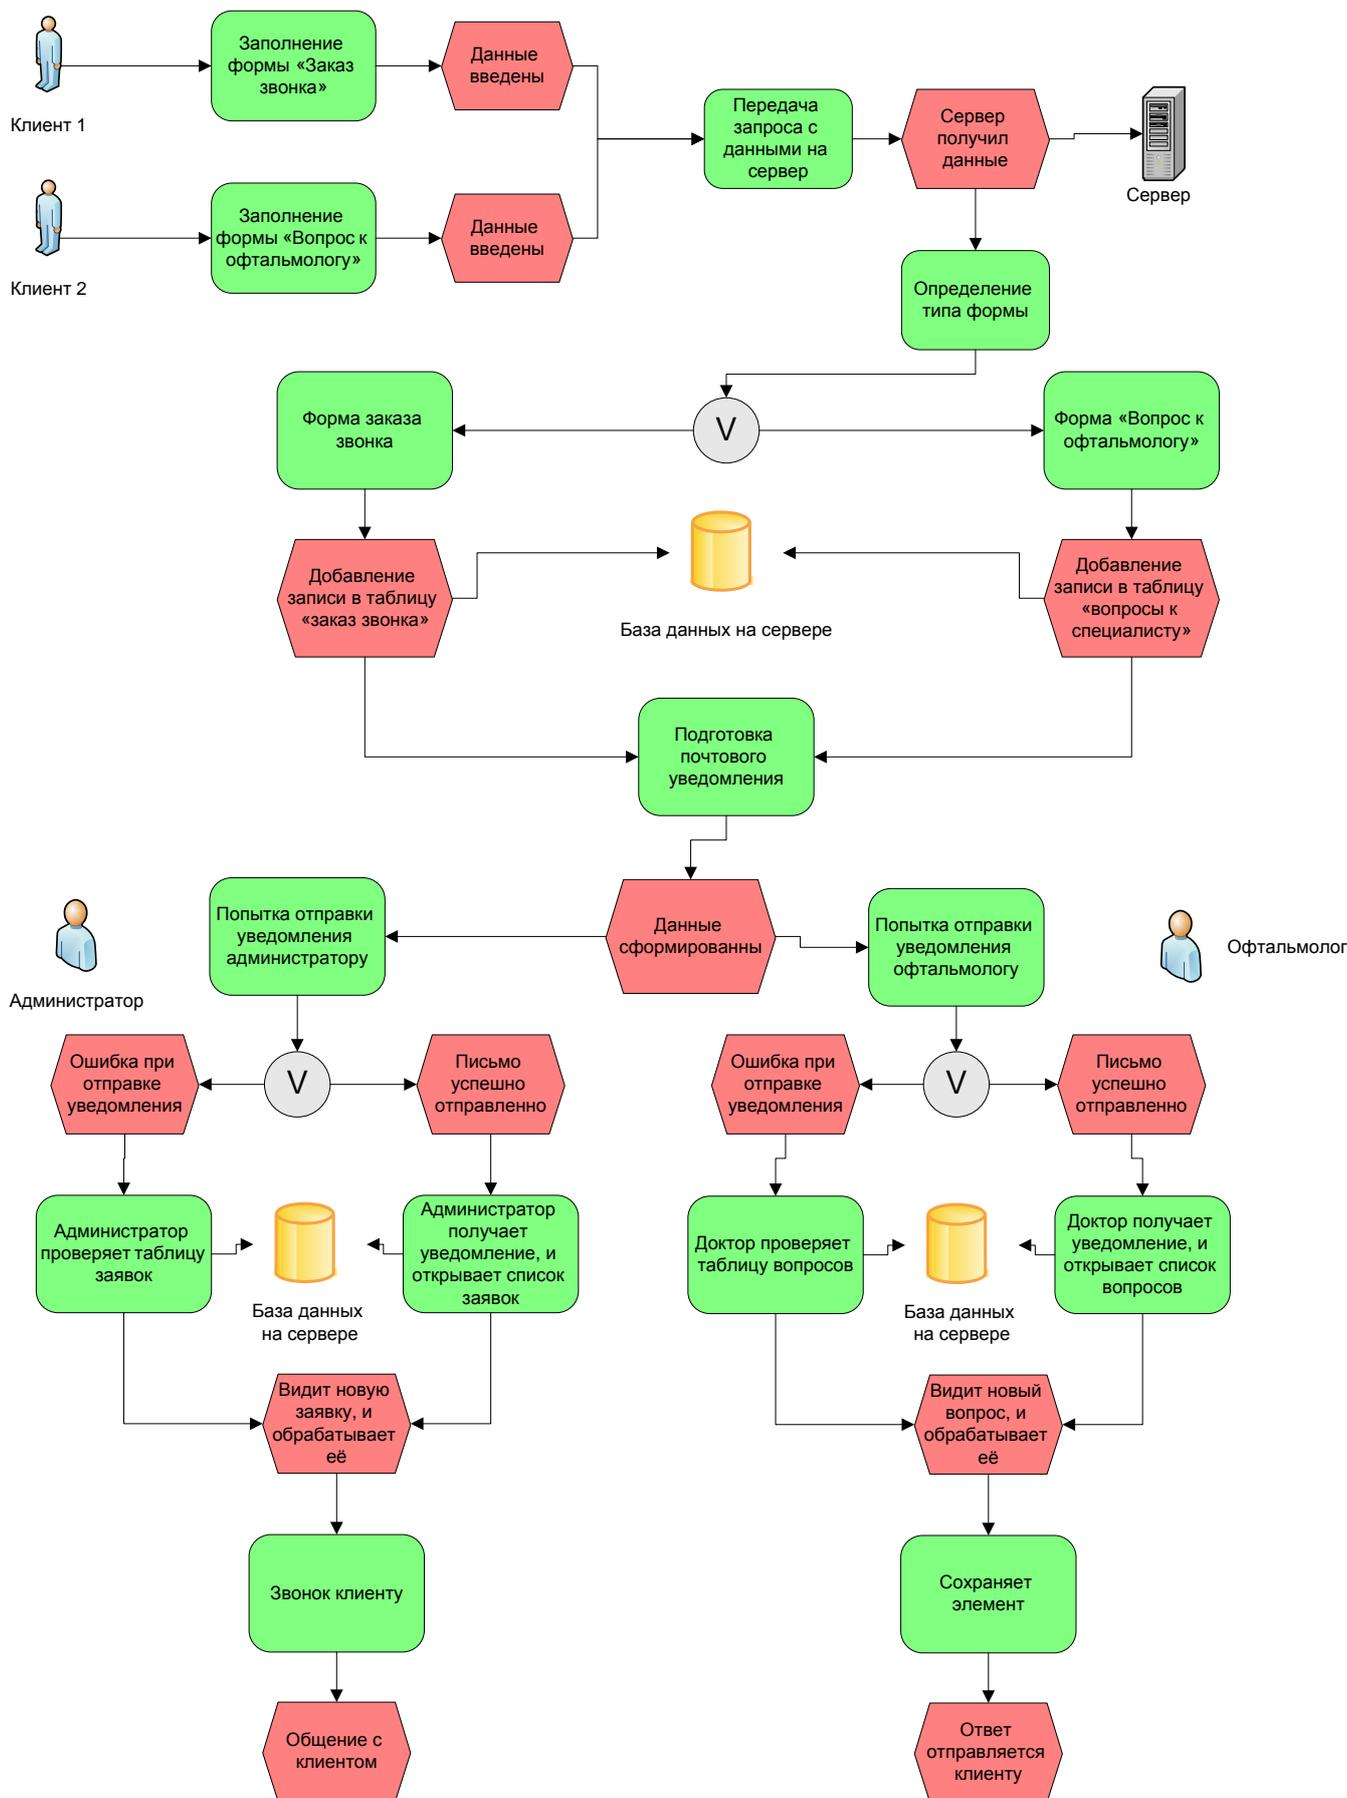 Заполнение
формы «Заказ
звонка»
Данные
введены
Клиент 1
Передача
запроса с
данными на
сервер
Сервер
получил
данные
Сервер
Заполнение
формы «Вопрос к
офтальмологу»
Данные
введены
Клиент 2
Определение
типа формы
Форма заказа
звонка
V
Форма «Вопрос к
офтальмологу»
Добавление
записи в таблицу
«заказ звонка»
База данных на сервере
Добавление
записи в таблицу
«вопросы к
специалисту»
Подготовка
почтового
уведомления
Администратор
Попытка отправки
уведомления
администратору
Данные
сформированны
Попытка отправки
уведомления
офтальмологу
Офтальмолог
Ошибка при
отправке
уведомления
V
Письмо
успешно
отправленно
Ошибка при
отправке
уведомления
V
Письмо
успешно
отправленно
Администратор
проверяет таблицу
заявок
База данных
на сервере
Администратор
получает
уведомление, и
открывает список
заявок
Доктор проверяет
таблицу вопросов
База данных
на сервере
Доктор получает
уведомление, и
открывает список
вопросов
Видит новую
заявку, и
обрабатывает
её
Видит новый
вопрос, и
обрабатывает
её
Звонок клиенту
Сохраняет
элемент
Общение с
клиентом
Ответ
отправляется
клиенту